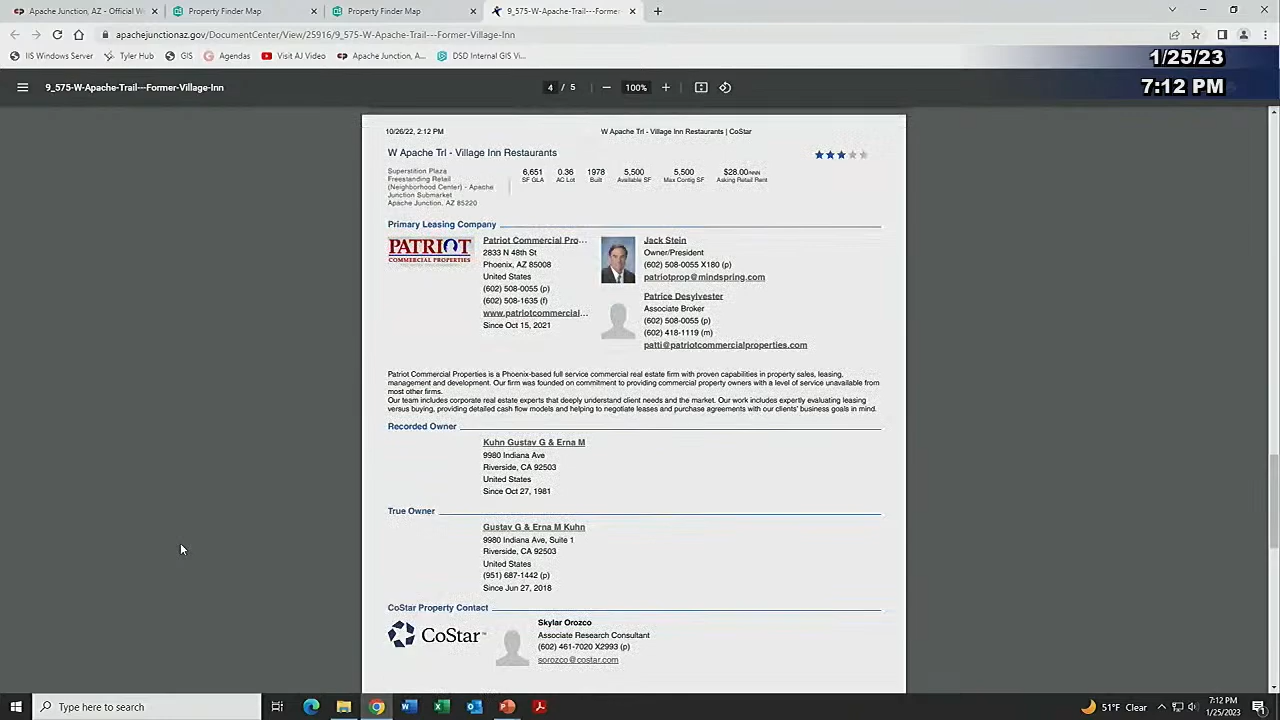 Apache Junction, AZ - Official W
Property Finder Map
Property Finder Map
9_575-W-Apache-Trail---Former-
apachejunctionaz.gov/DocumentCenter/View/25916/9_575-W-Apache-Trail---Former-Village-Inn
IIS Windows Server
Tyler Hub
GIS
Agendas
Visit AJ Video
Apache Junction, A...
DSD Internal GIS Vi...
1/25/23
9_575-W-Apache-Trail---Former-Village-Inn
4 / 5
100%
7:12 PM
10/26/22, 2:12 PM
W Apache Trl - Village Inn Restaurants | CoStar
W Apache Trl - Village Inn Restaurants
Superstition Plaza
Freestanding Retail
(Neighborhood Center) - Apache
Junction Submarket
Apache Junction, AZ 85220
6,651 0.36 1978 5,500 5,500 $28.00/NNN
SF GLA AC Lot Built Available SF Max Contig SF Asking Retail Rent
Primary Leasing Company
PATRIOT
COMMERCIAL PROPERTIES
Patriot Commercial Pro...
2833 N 48th St
Phoenix, AZ 85008
United States
(602) 508-0055 (p)
(602) 508-1635 (f)
www.patriotcommercial...
Since Oct 15, 2021
Jack Stein
Owner/President
(602) 508-0055 X180 (p)
patriotprop@mindspring.com
Patrice Desylvester
Associate Broker
(602) 508-0055 (p)
(602) 418-1119 (m)
patti@patriotcommercialproperties.com
Patriot Commercial Properties is a Phoenix-based full service commercial real estate firm with proven capabilities in property sales, leasing,
management and development. Our firm was founded on commitment to providing commercial property owners with a level of service unavailable from
most other firms.
Our team includes corporate real estate experts that deeply understand client needs and the market. Our work includes expertly evaluating leasing
versus buying, providing detailed cash flow models and helping to negotiate leases and purchase agreements with our clients' business goals in mind.
Recorded Owner
Kuhn Gustav G & Erna M
9980 Indiana Ave
Riverside, CA 92503
United States
Since Oct 27, 1981
True Owner
Gustav G & Erna M Kuhn
9980 Indiana Ave, Suite 1
Riverside, CA 92503
United States
(951) 687-1442 (p)
Since Jun 27, 2018
CoStar Property Contact
CoStar™
Skylar Orozco
Associate Research Consultant
(602) 461-7020 X2993 (p)
sorozco@costar.com
Type here to search
51°F Clear
7:12 PM
1/25/2023